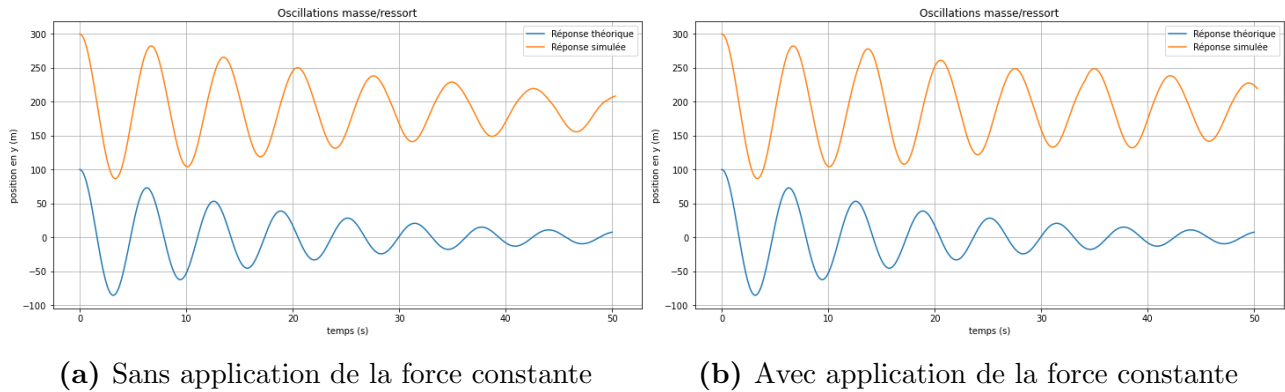 Oscillations masse/ressort
Réponse théorique
Réponse simulée
300
250
200
150
100
50
0
−50
−100
position en y (m)
0 10 20 30 40 50
temps (s)
(a) Sans application de la force constante
Oscillations masse/ressort
Réponse théorique
Réponse simulée
300
250
200
150
100
50
0
−50
−100
position en y (m)
0 10 20 30 40 50
temps (s)
(b) Avec application de la force constante